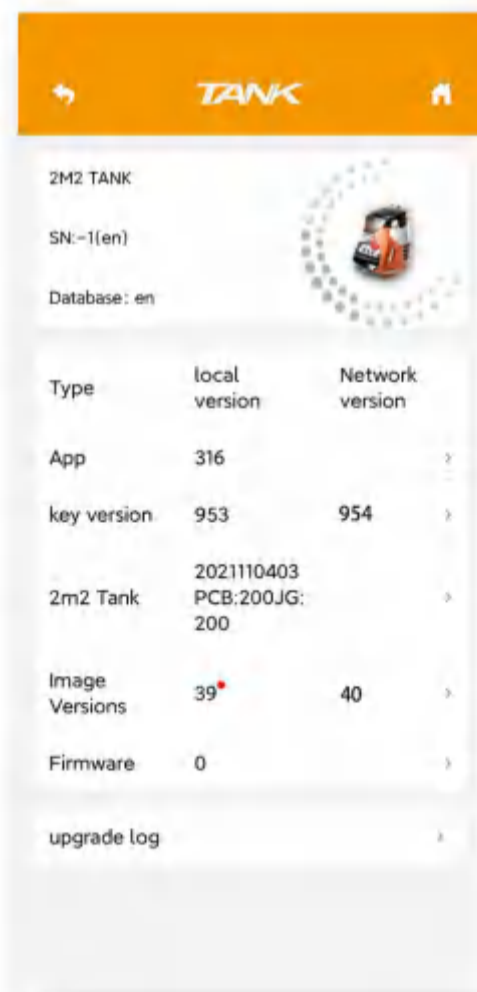 TANK
2M2 TANK
SN:-1(en)
Database: en
Type local version Network version
App 316
key version 953 954
2m2 Tank 2021110403 PCB:200JG: 200
Image Versions 39 40
Firmware 0
upgrade log